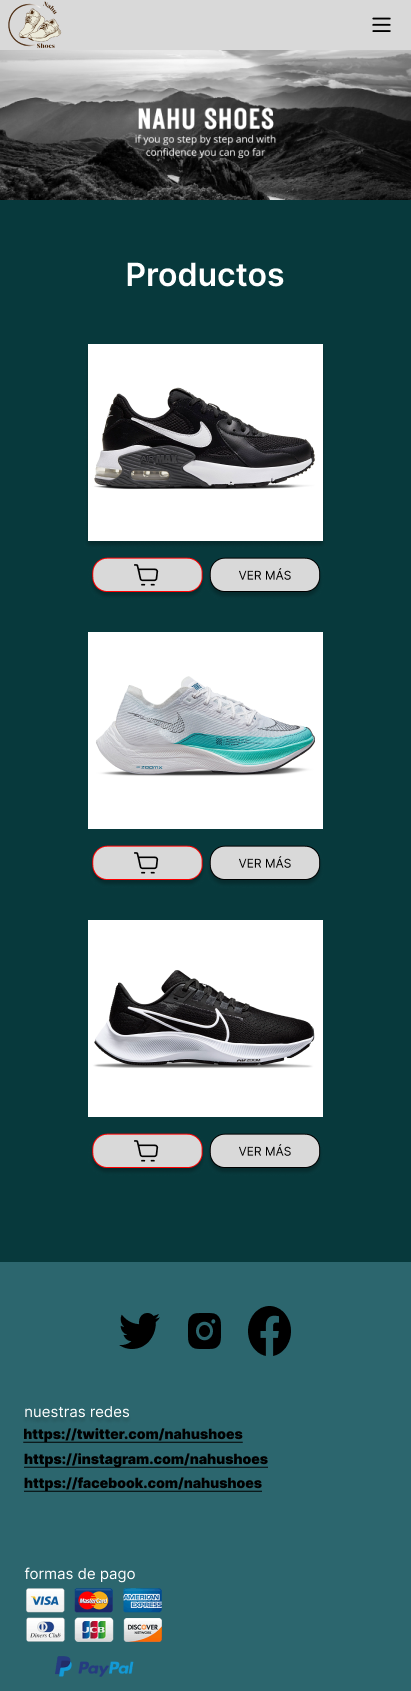 Nahu
Shoes
NAHU SHOES
if you go step by step and with
confidence you can go far
Productos
VER MÁS
ZOOMX
VER MÁS
VER MÁS
nuestras redes
https://twitter.com/nahushoes
https://instagram.com/nahushoes
https://facebook.com/nahushoes
formas de pago
VISA MasterCard AMERICAN EXPRESS
Diners Club JCB DISCOVER NETWORK
PayPal